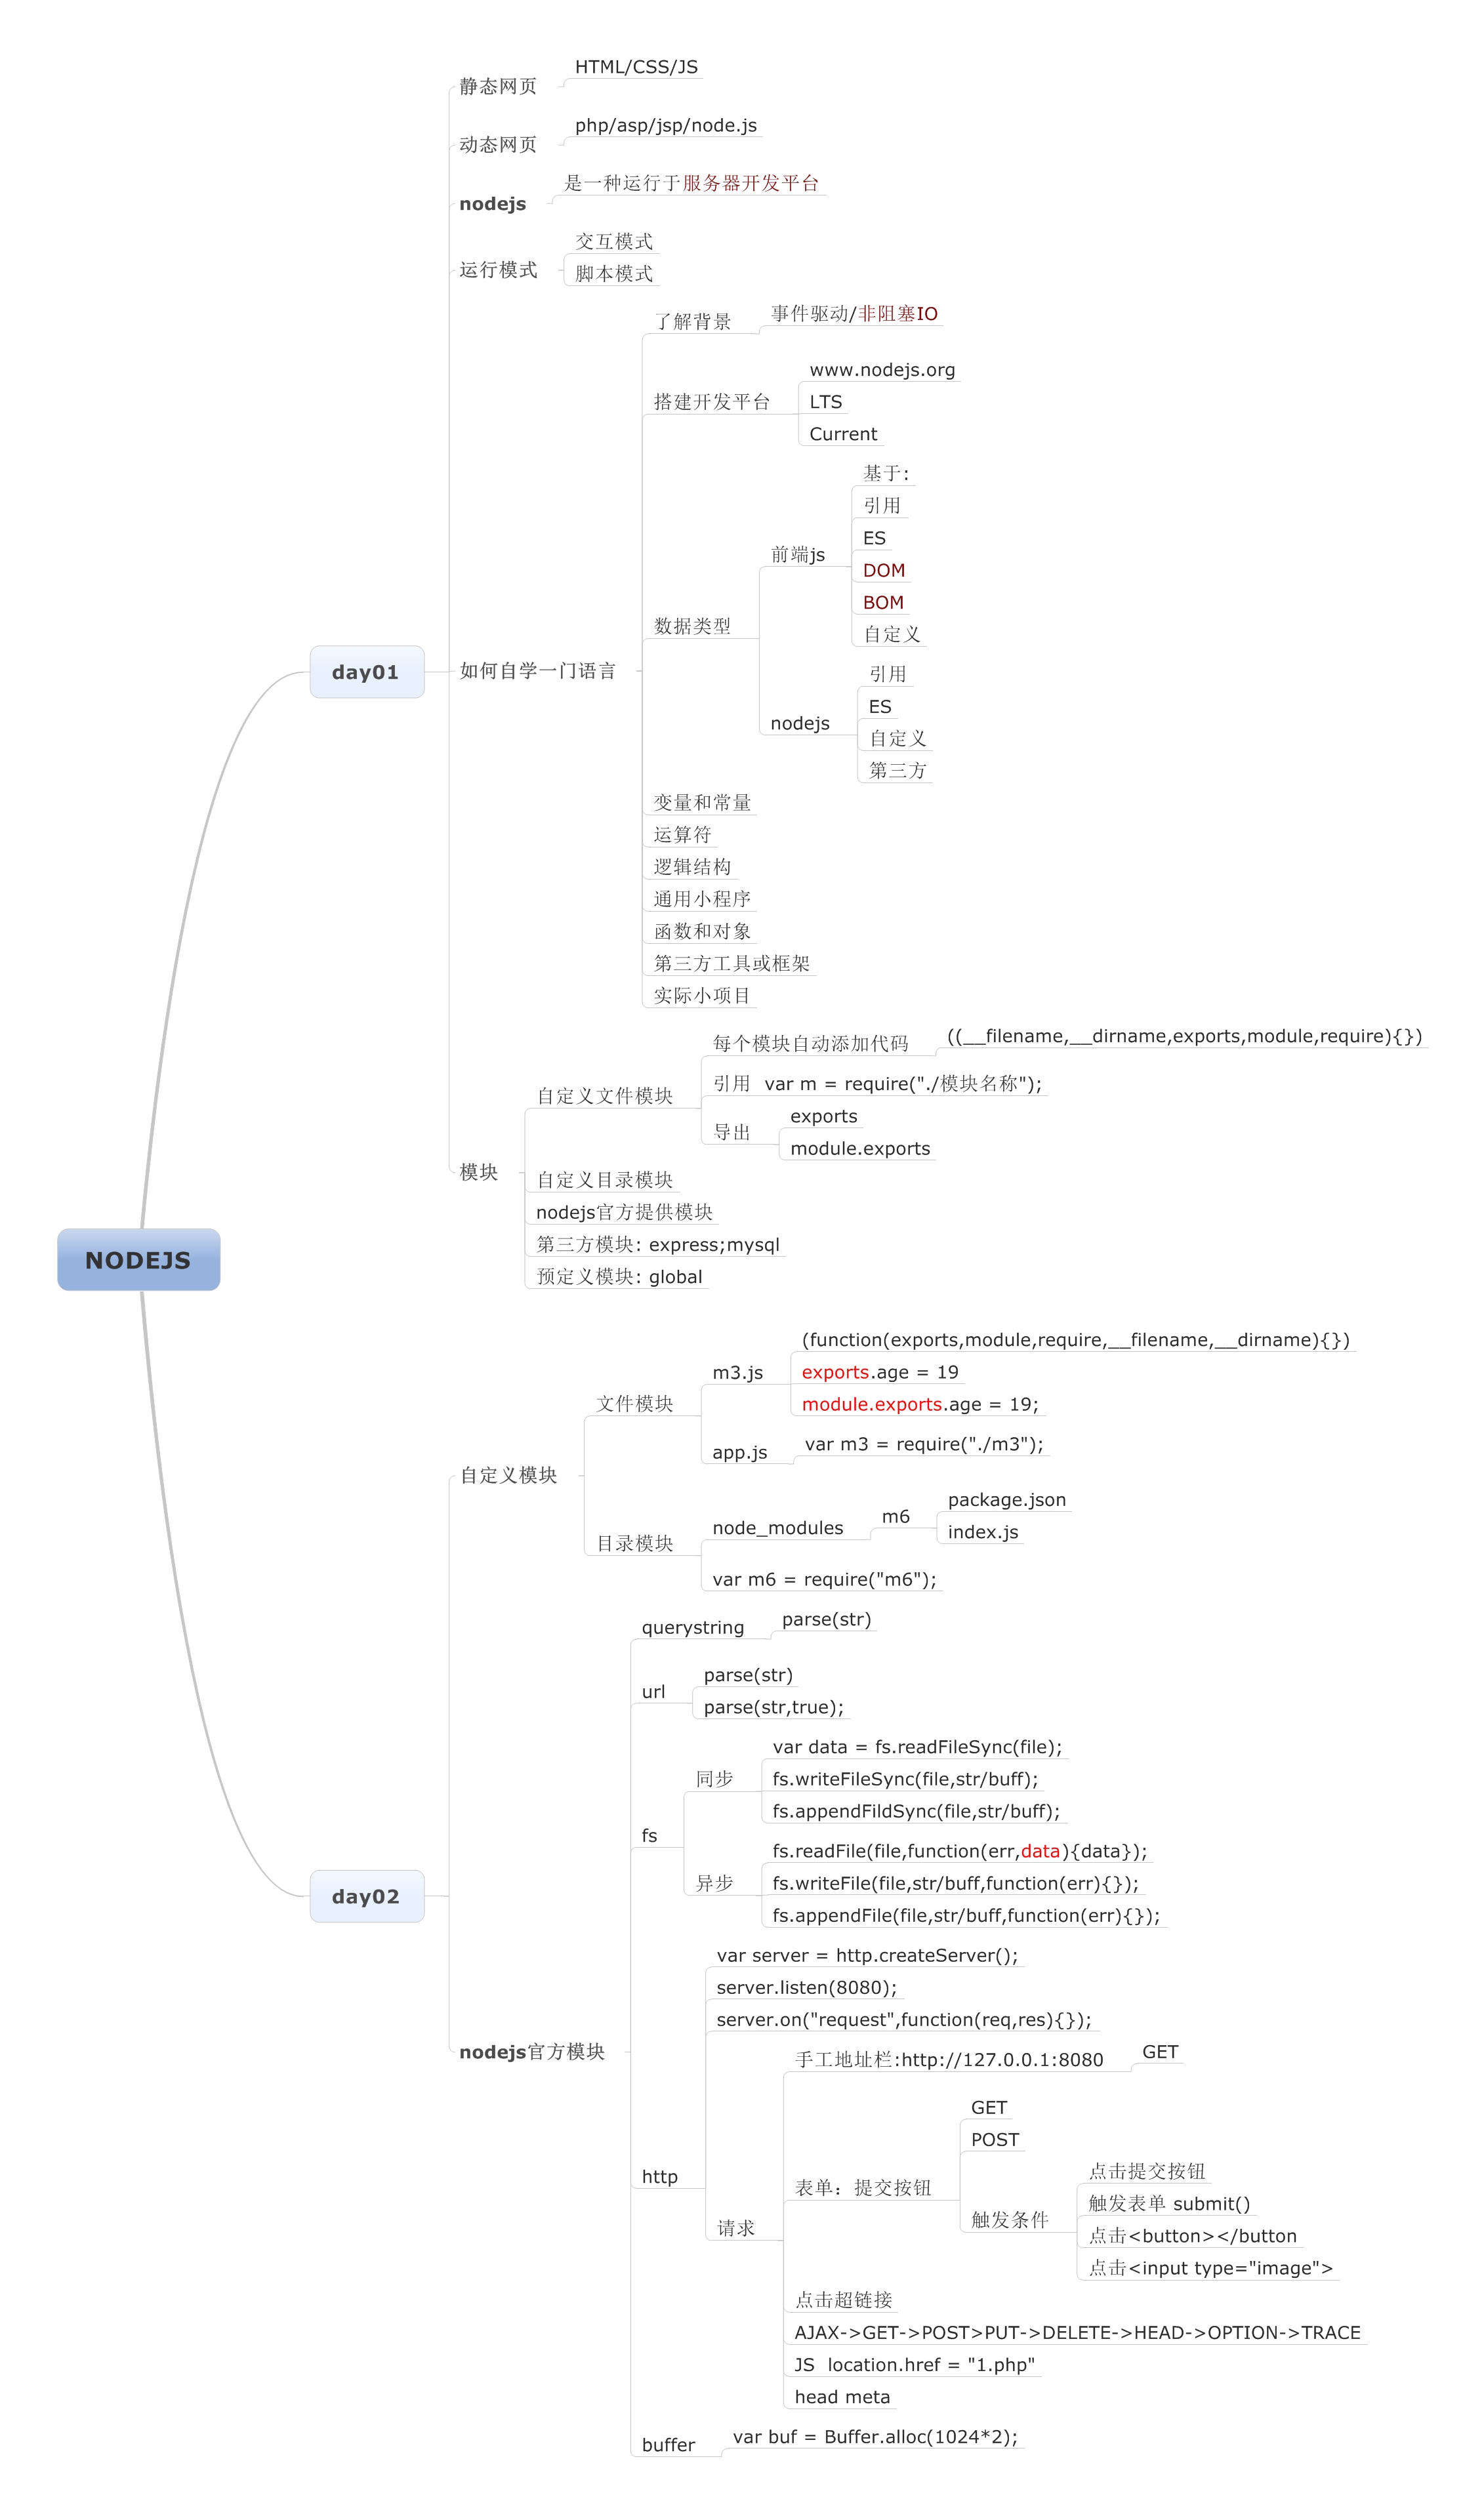 HTML/CSS/JS
静态网页
php/asp/jsp/node.js
动态网页
是一种运行于服务器开发平台
nodejs
交互模式
运行模式
脚本模式
事件驱动/非阻塞IO
了解背景
www.nodejs.org
搭建开发平台
LTS
Current
基于:
引用
ES
前端js
DOM
BOM
数据类型
自定义
day01
如何自学一门语言
引用
ES
nodejs
自定义
第三方
变量和常量
运算符
逻辑结构
通用小程序
函数和对象
第三方工具或框架
实际小项目
((__filename,__dirname,exports,module,require){})
每个模块自动添加代码
引用  var m = require("./模块名称");
自定义文件模块
exports
导出
module.exports
模块
自定义目录模块
nodejs官方提供模块
第三方模块: express;mysql
NODEJS
预定义模块: global
(function(exports,module,require,__filename,__dirname){})
m3.js
exports.age = 19
文件模块
module.exports.age = 19;
var m3 = require("./m3");
app.js
自定义模块
package.json
m6
node_modules
index.js
目录模块
var m6 = require("m6");
parse(str)
querystring
parse(str)
url
parse(str,true);
var data = fs.readFileSync(file);
同步
fs.writeFileSync(file,str/buff);
fs.appendFildSync(file,str/buff);
fs
fs.readFile(file,function(err,data){data});
异步
fs.writeFile(file,str/buff,function(err){});
day02
fs.appendFile(file,str/buff,function(err){});
var server = http.createServer();
server.listen(8080);
server.on("request",function(req,res){});
nodejs官方模块
手工地址栏:http://127.0.0.1:8080
GET
GET
POST
http
点击提交按钮
表单：提交按钮
触发表单 submit()
触发条件
请求
点击<button></button
点击<input type="image">
点击超链接
AJAX->GET->POST>PUT->DELETE->HEAD->OPTION->TRACE
JS  location.href = "1.php"
head meta
var buf = Buffer.alloc(1024*2);
buffer